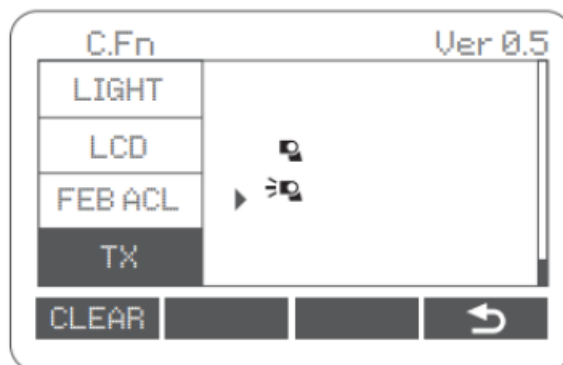 C.Fn Ver 0.5
LIGHT
LCD
FEB ACL
TX
CLEAR